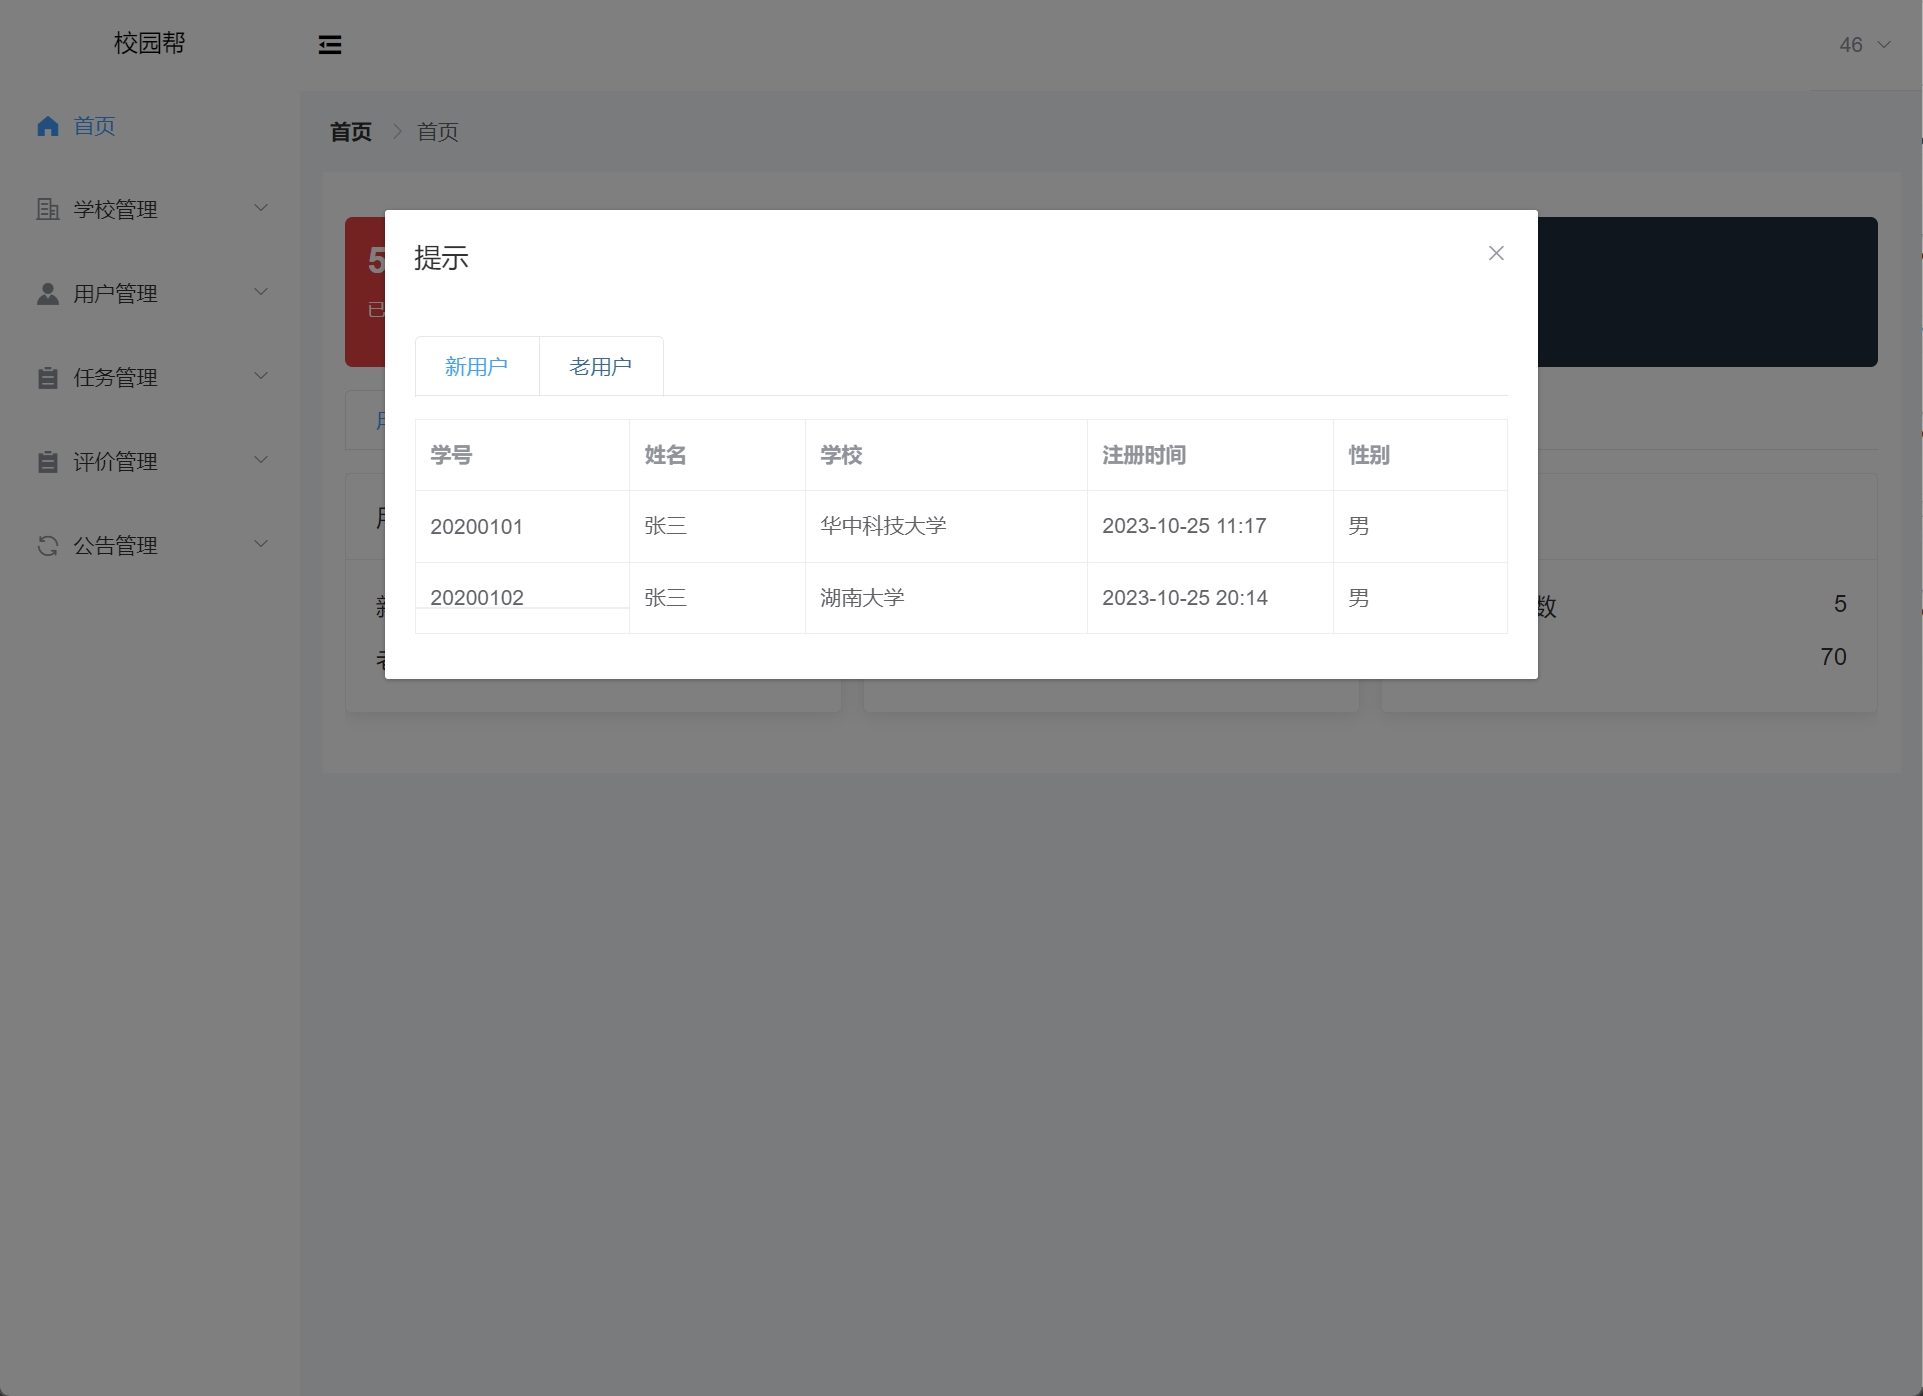 校园帮
46
首页
学校管理
用户管理
任务管理
评价管理
公告管理
首页 首页
5
已
提示
新用户 老用户
学号 姓名 学校 注册时间 性别
20200101 张三 华中科技大学 2023-10-25 11:17 男
20200102 张三 湖南大学 2023-10-25 20:14 男
数 5
70